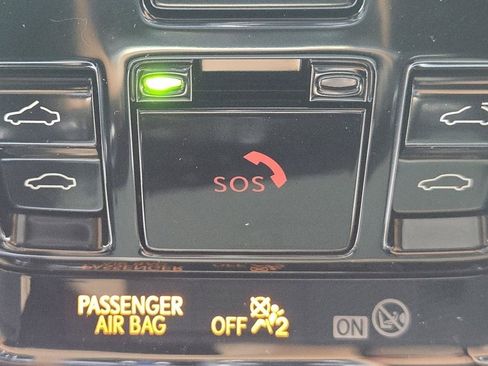 SOS
PASSENGER
AIR BAG
OFF 2
ON